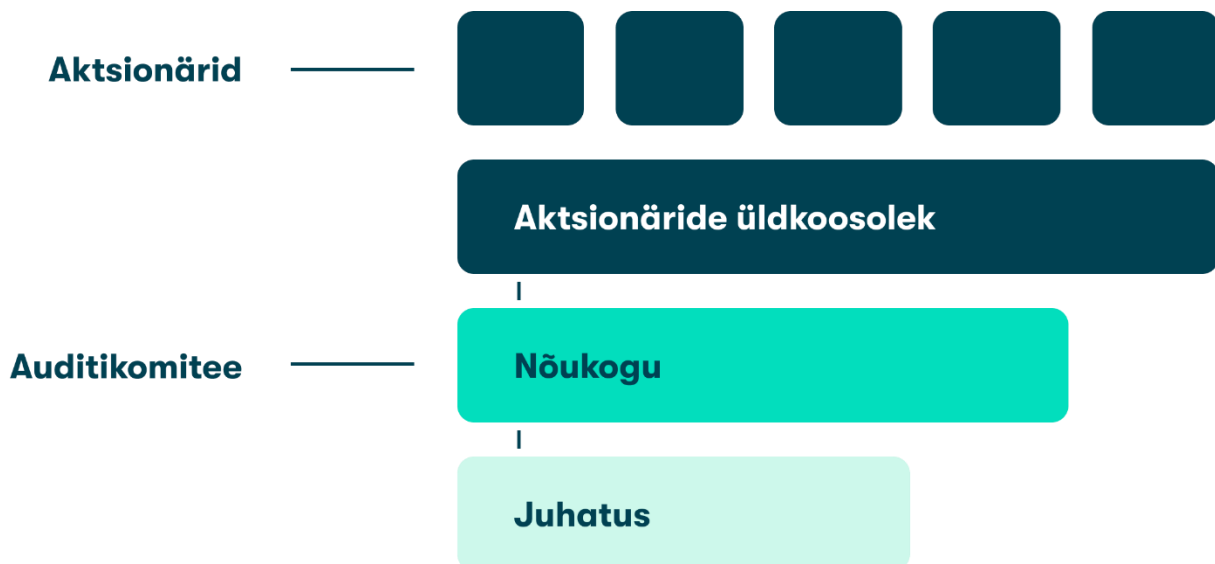 Aktsionärid
Aktsionäride üldkoosolek
Auditikomitee
Nõukogu
Juhatus